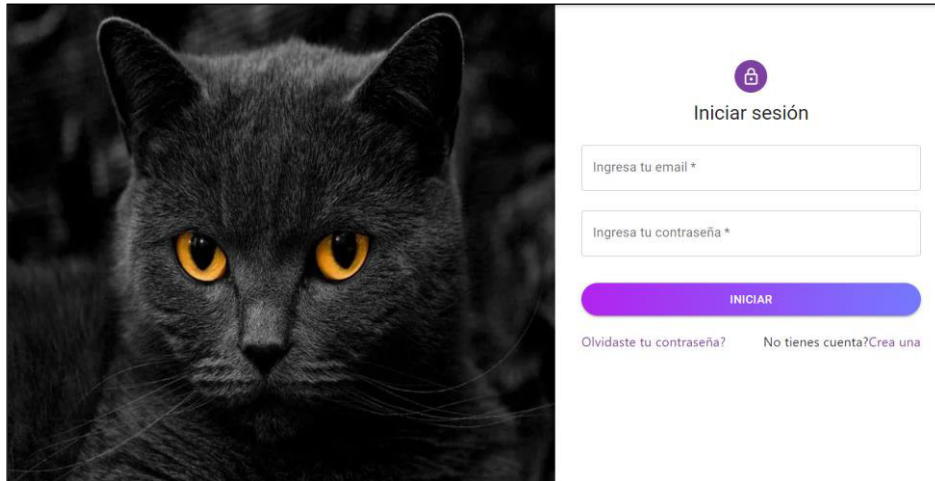 Iniciar sesión
Ingresa tu email *
Ingresa tu contraseña *
INICIAR
Olvidaste tu contraseña? No tienes cuenta?Crea una